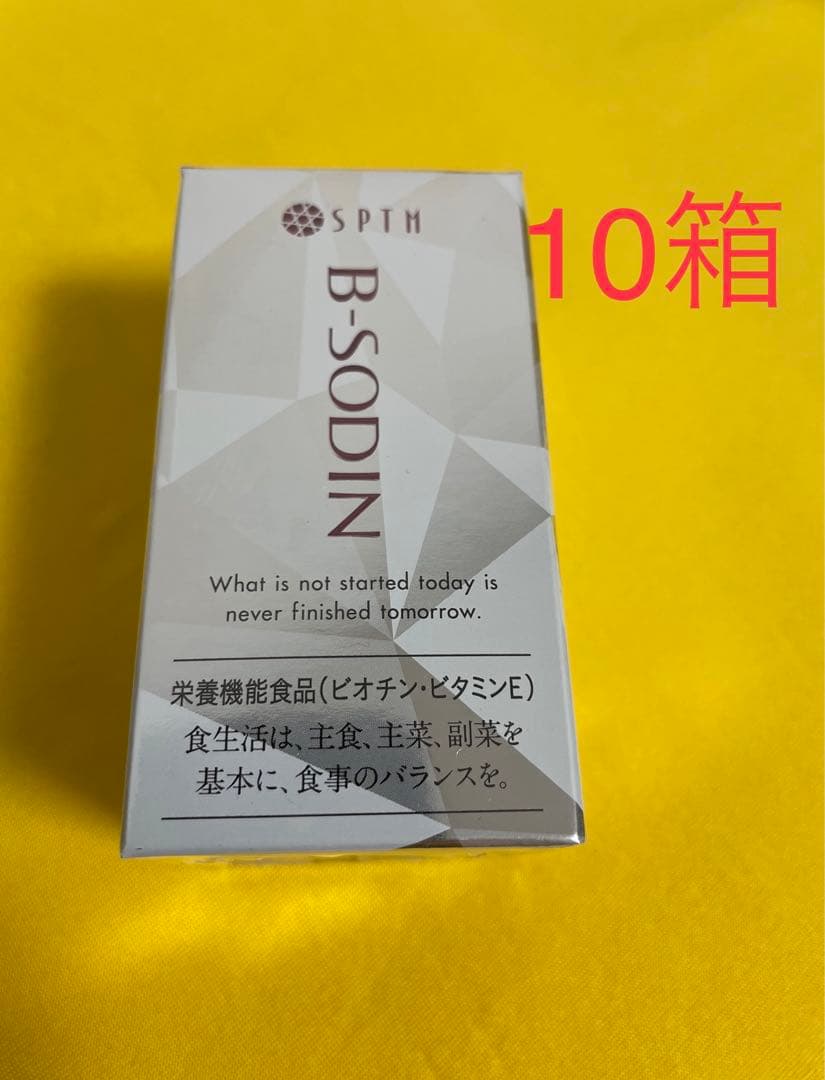 SPTM
10箱
B-SODIN
What is not started today is
never finished tomorrow.
栄養機能食品(ビオチン・ビタミンE)
食生活は、主食、主菜、副菜を
基本に、食事のバランスを。